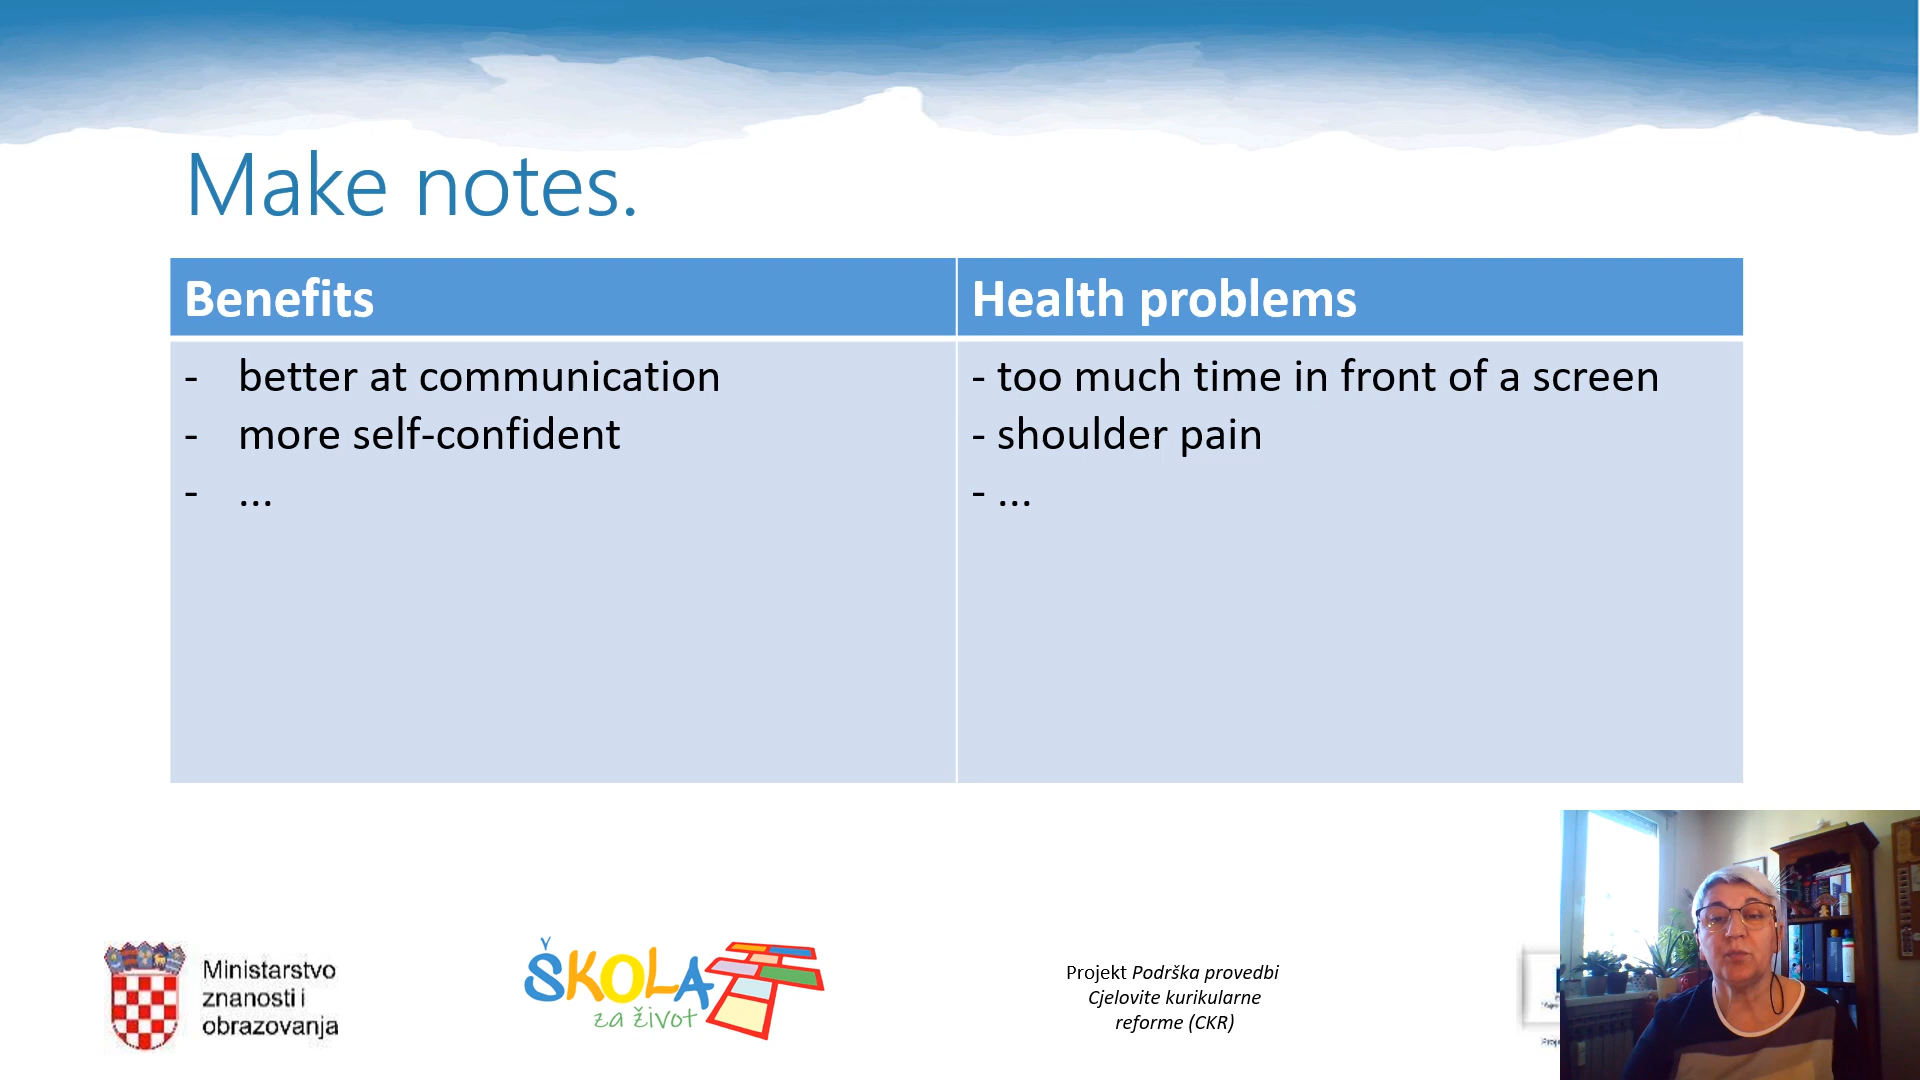 Make notes.
Benefits
Health problems
- better at communication
- more self-confident
- ...
- too much time in front of a screen
- shoulder pain
- ...
Ministarstvo
znanosti i
obrazovanja
ŠKOLA
za život
Projekt Podrška provedbi
Cjelovite kurikularne
reforme (CKR)